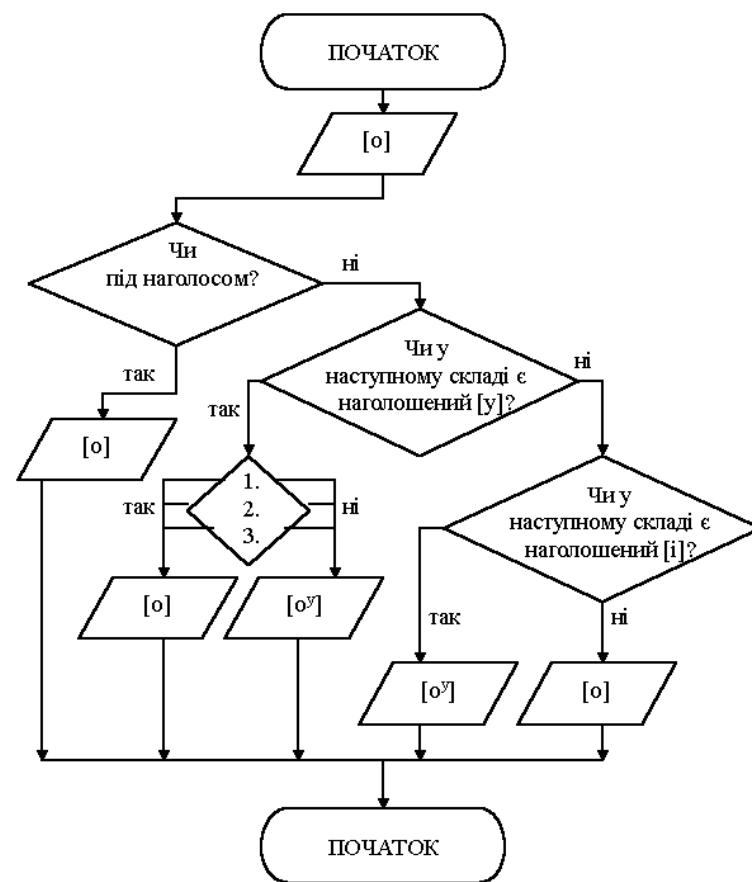 ПОЧАТОК
[о]
Чи
під наголосом?
ні
так
[о]
Чи у
наступному складі є
наголошений [у]?
ні
так
1.
2.
3.
так
ні
[о]
[оʸ]
Чи у
наступному складі є
наголошений [і]?
так
ні
[оʸ]
[о]
ПОЧАТОК